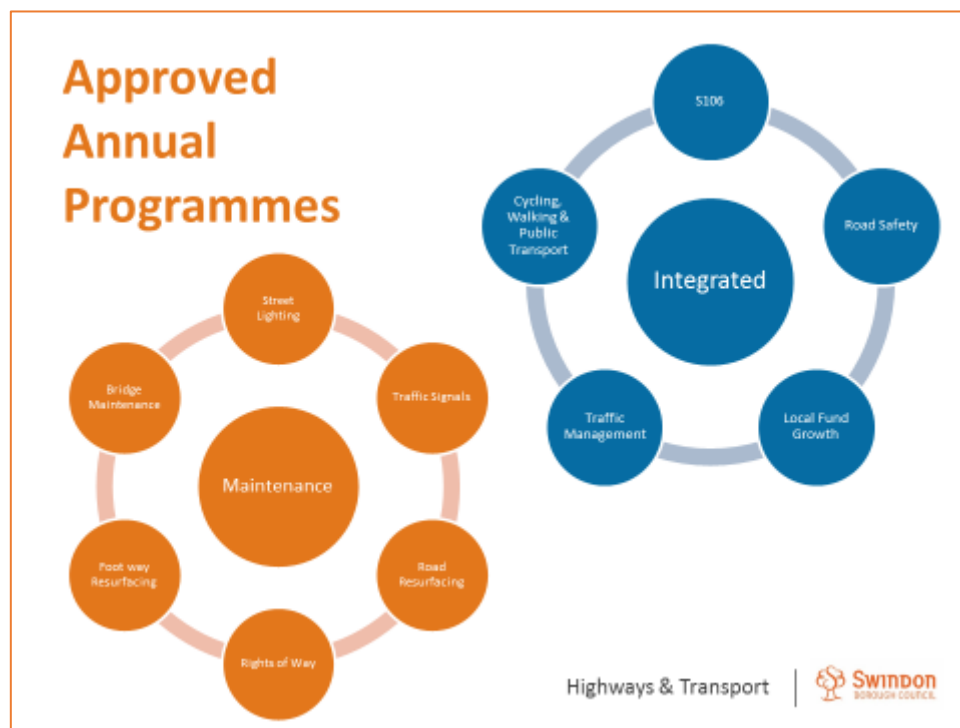 Approved
Annual
Programmes
S106
Cycling,
Walking &
Public
Transport
Road Safety
Integrated
Traffic
Management
Local Fund
Growth
Street
Lighting
Bridge
Maintenance
Traffic Signals
Maintenance
Foot way
Resurfacing
Road
Resurfacing
Rights of Way
Highways & Transport
SWINDON
BOROUGH COUNCIL